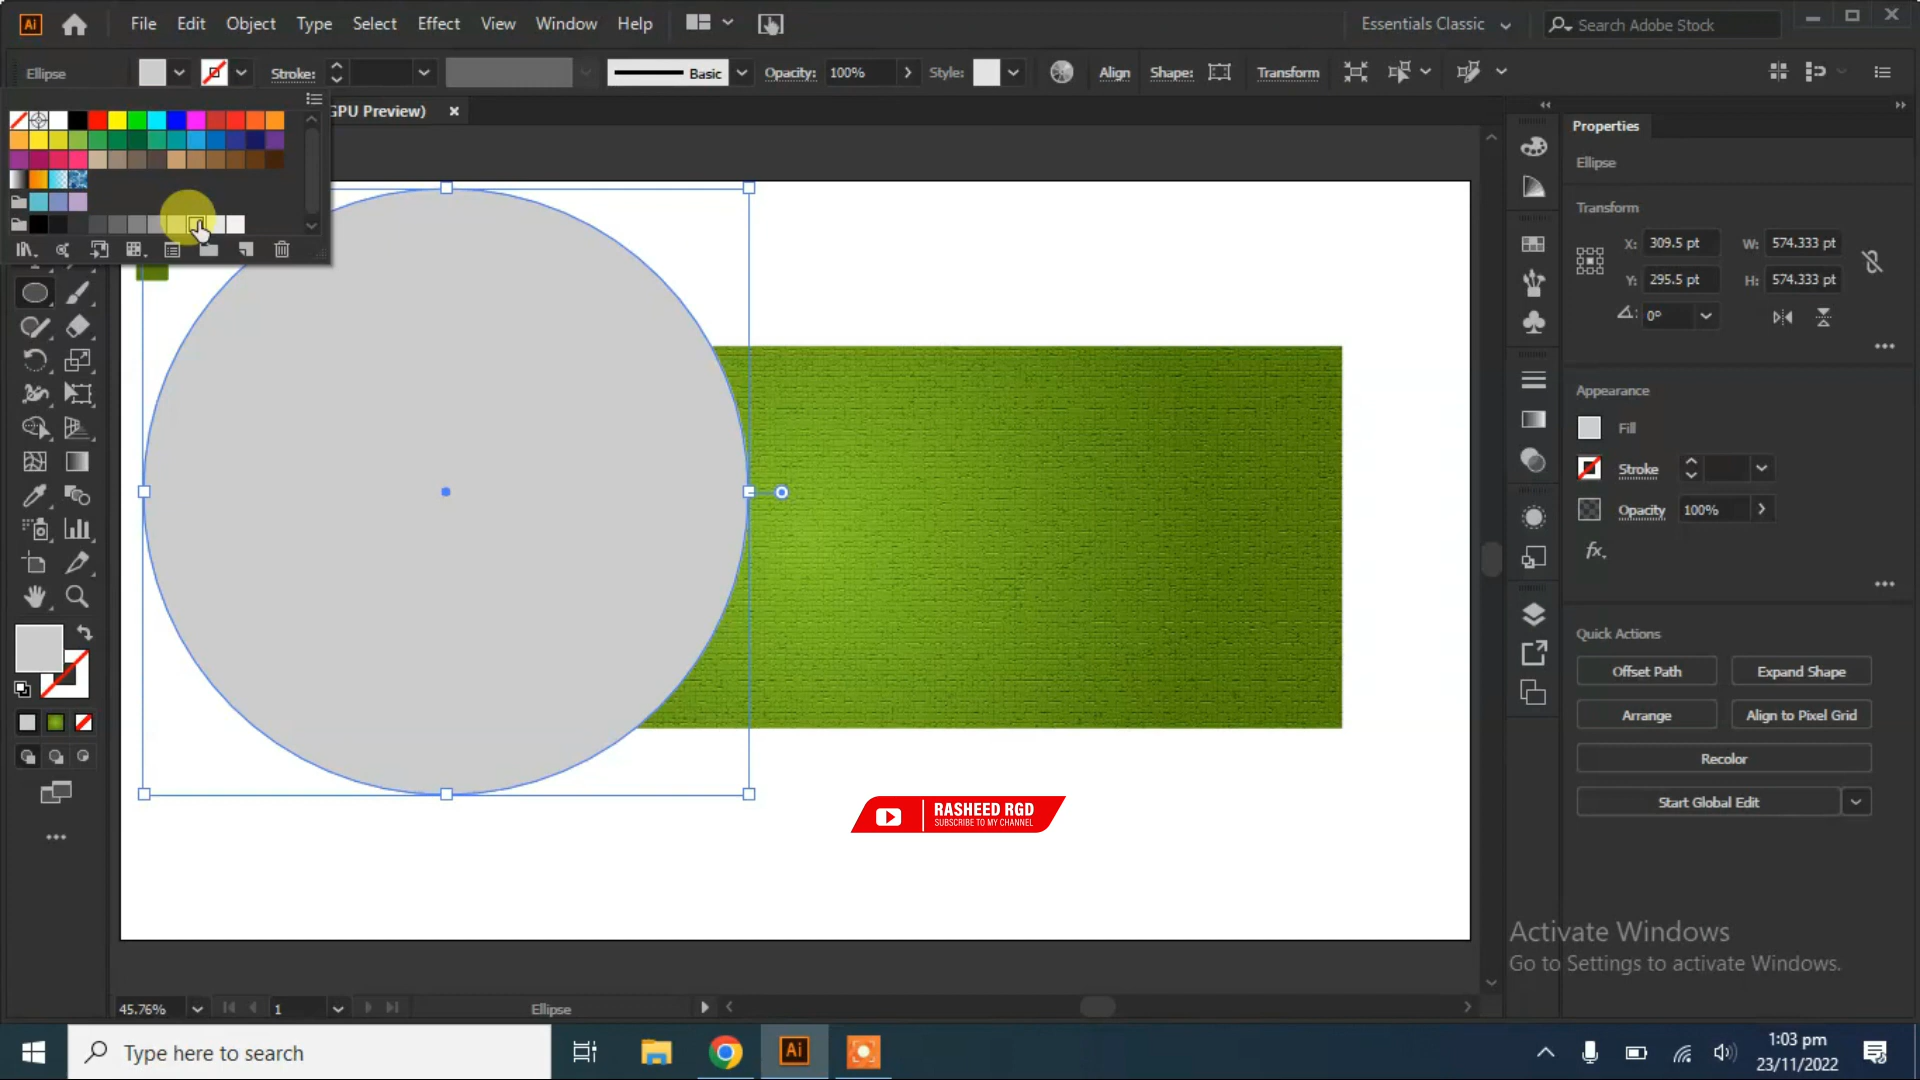 Ai File Edit Object Type Select Effect View Window Help Essentials Classic Search Adobe Stock
Ellipse Stroke: Basic Opacity: 100% Style: Align Shape: Transform
GPU Preview) ×
Properties
Ellipse
Transform
X: 309.5 pt W: 574.333 pt
Y: 295.5 pt H: 574.333 pt
0°
Appearance
Fill
Stroke
Opacity 100%
fx
Quick Actions
Offset Path Expand Shape
Arrange Align to Pixel Grid
Recolor
Start Global Edit
RASHEED RGD
SUBSCRIBE TO MY CHANNEL
Activate Windows
Go to Settings to activate Windows.
45.76% 1 Ellipse
Type here to search
Ai
1:03 pm
23/11/2022